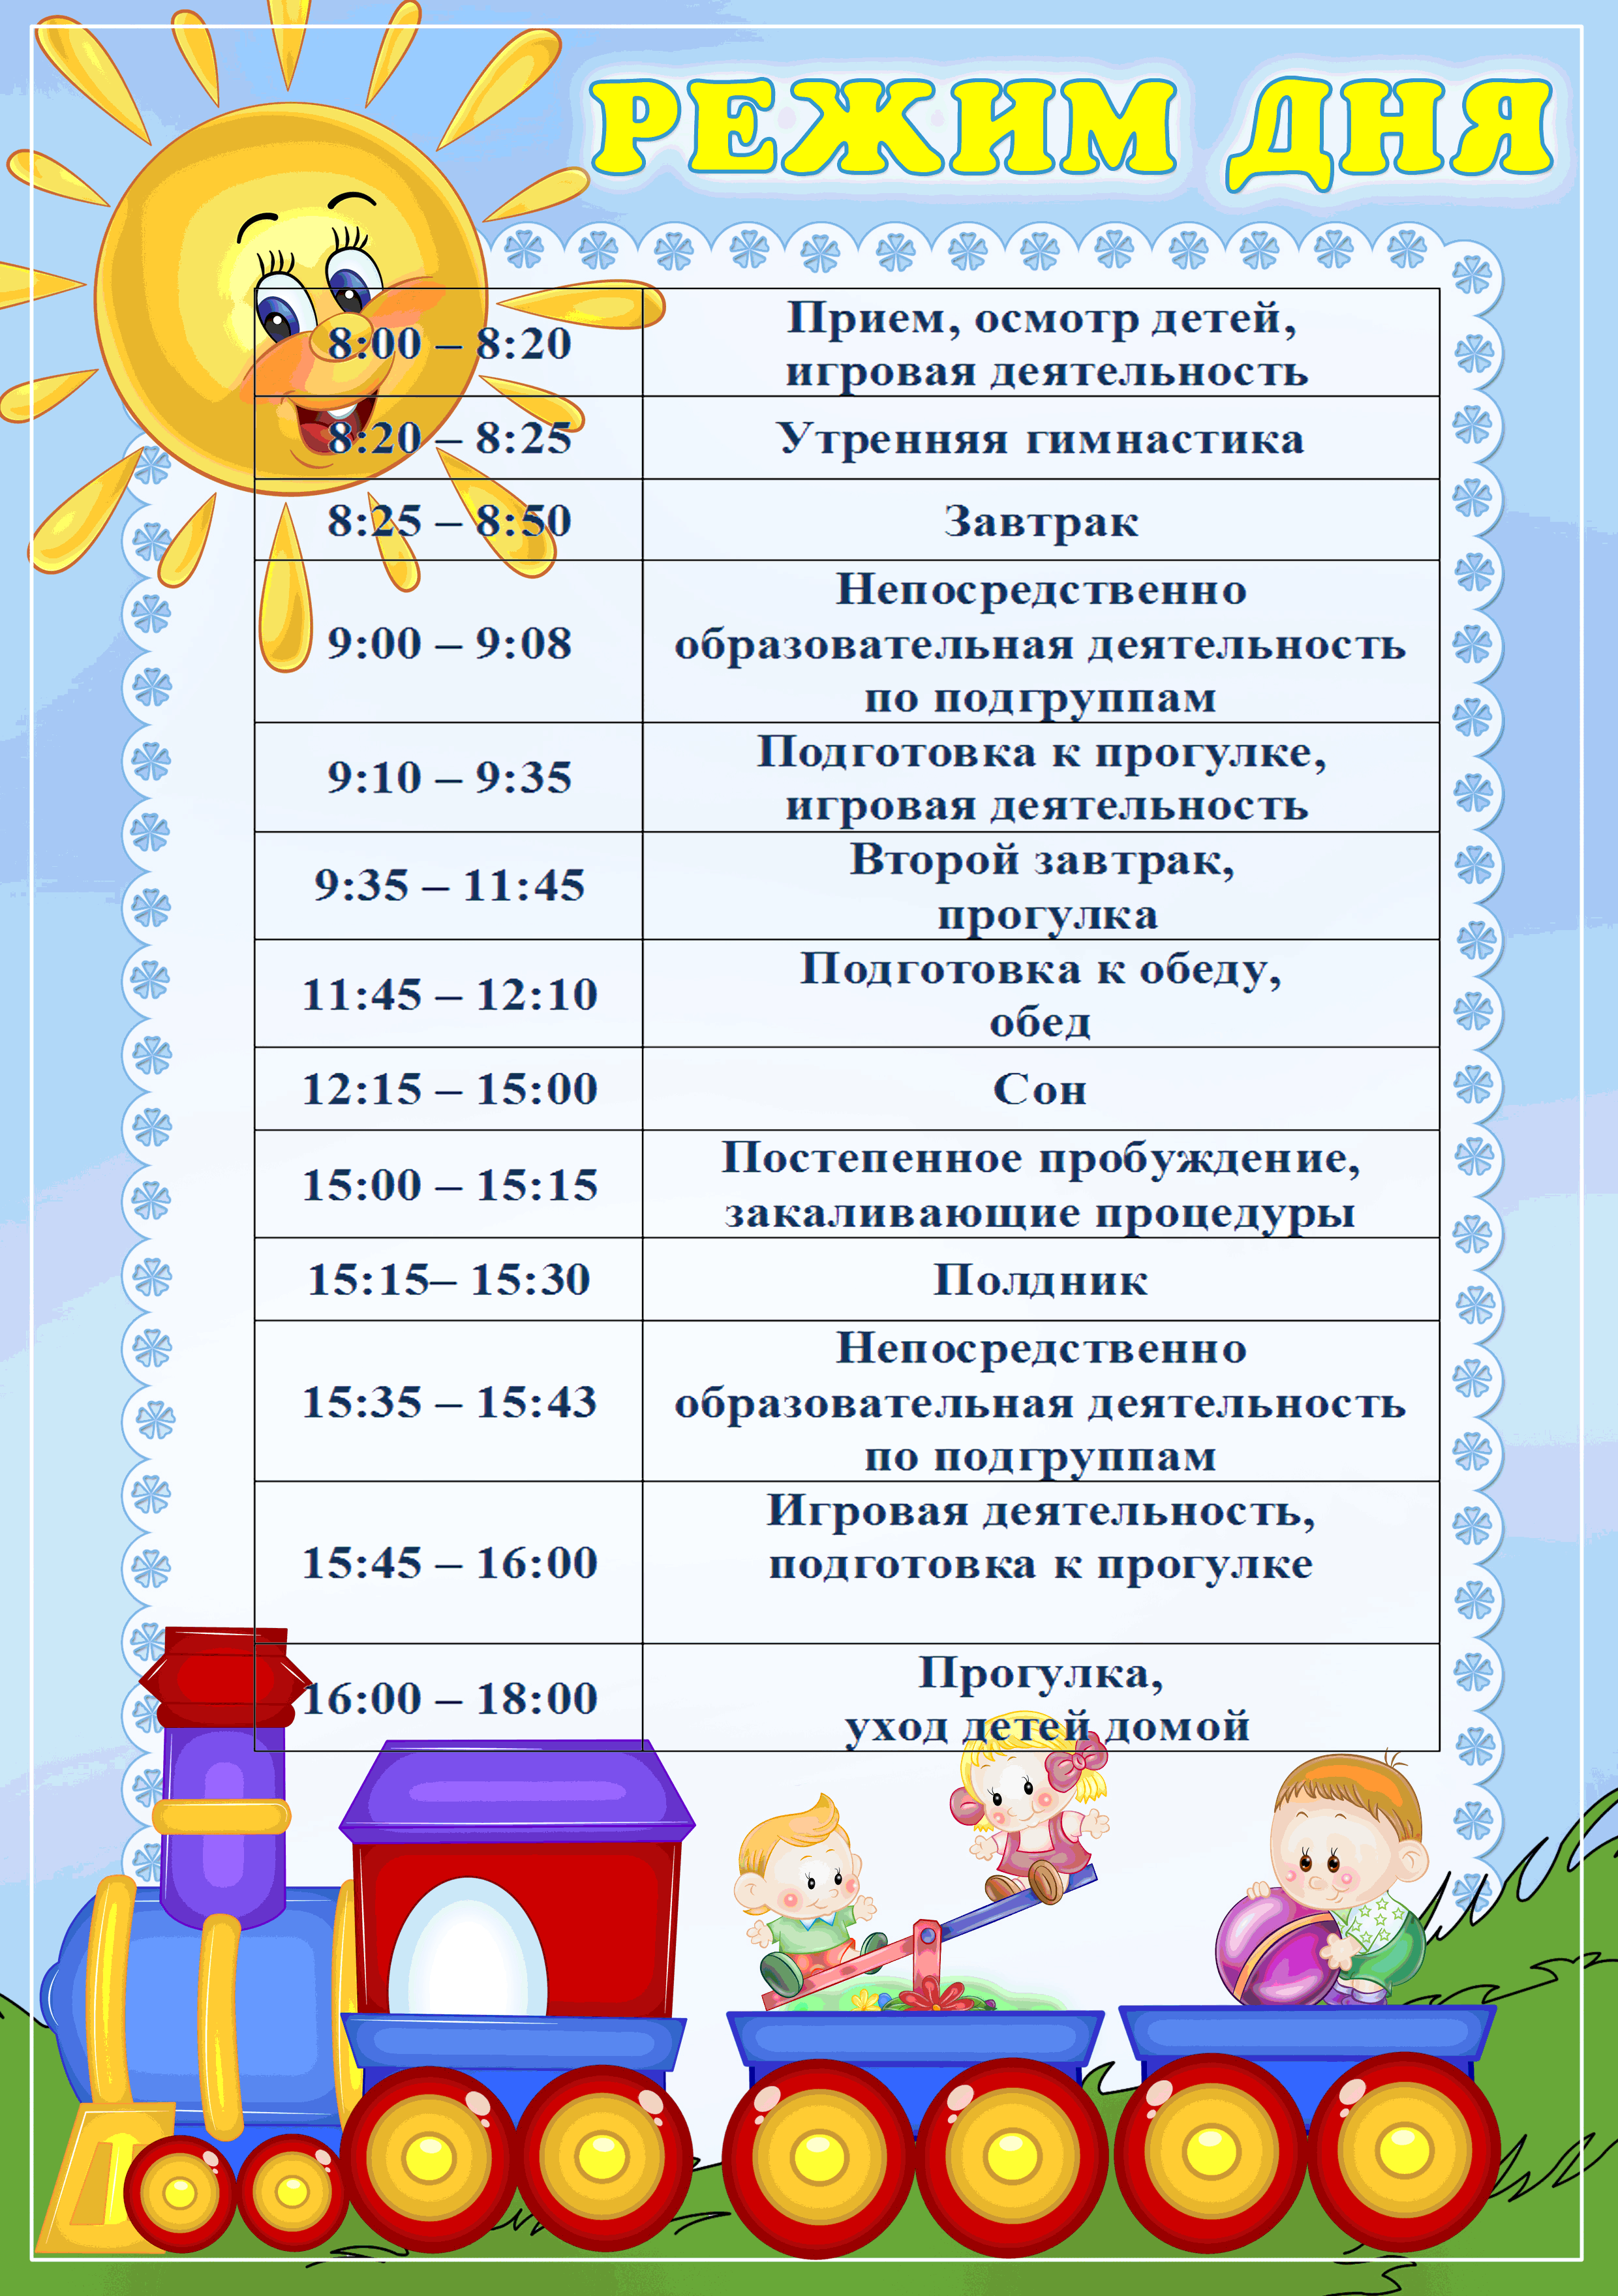 РЕЖИМ ДНЯ
8:00 – 8:20
Прием, осмотр детей,
игровая деятельность
8:20 – 8:25
Утренняя гимнастика
8:25 – 8:50
Завтрак
9:00 – 9:08
Непосредственно
образовательная деятельность
по подгруппам
9:10 – 9:35
Подготовка к прогулке,
игровая деятельность
9:35 – 11:45
Второй завтрак,
прогулка
11:45 – 12:10
Подготовка к обеду,
обед
12:15 – 15:00
Сон
15:00 – 15:15
Постепенное пробуждение,
закаливающие процедуры
15:15– 15:30
Полдник
15:35 – 15:43
Непосредственно
образовательная деятельность
по подгруппам
15:45 – 16:00
Игровая деятельность,
подготовка к прогулке
16:00 – 18:00
Прогулка,
уход детей домой